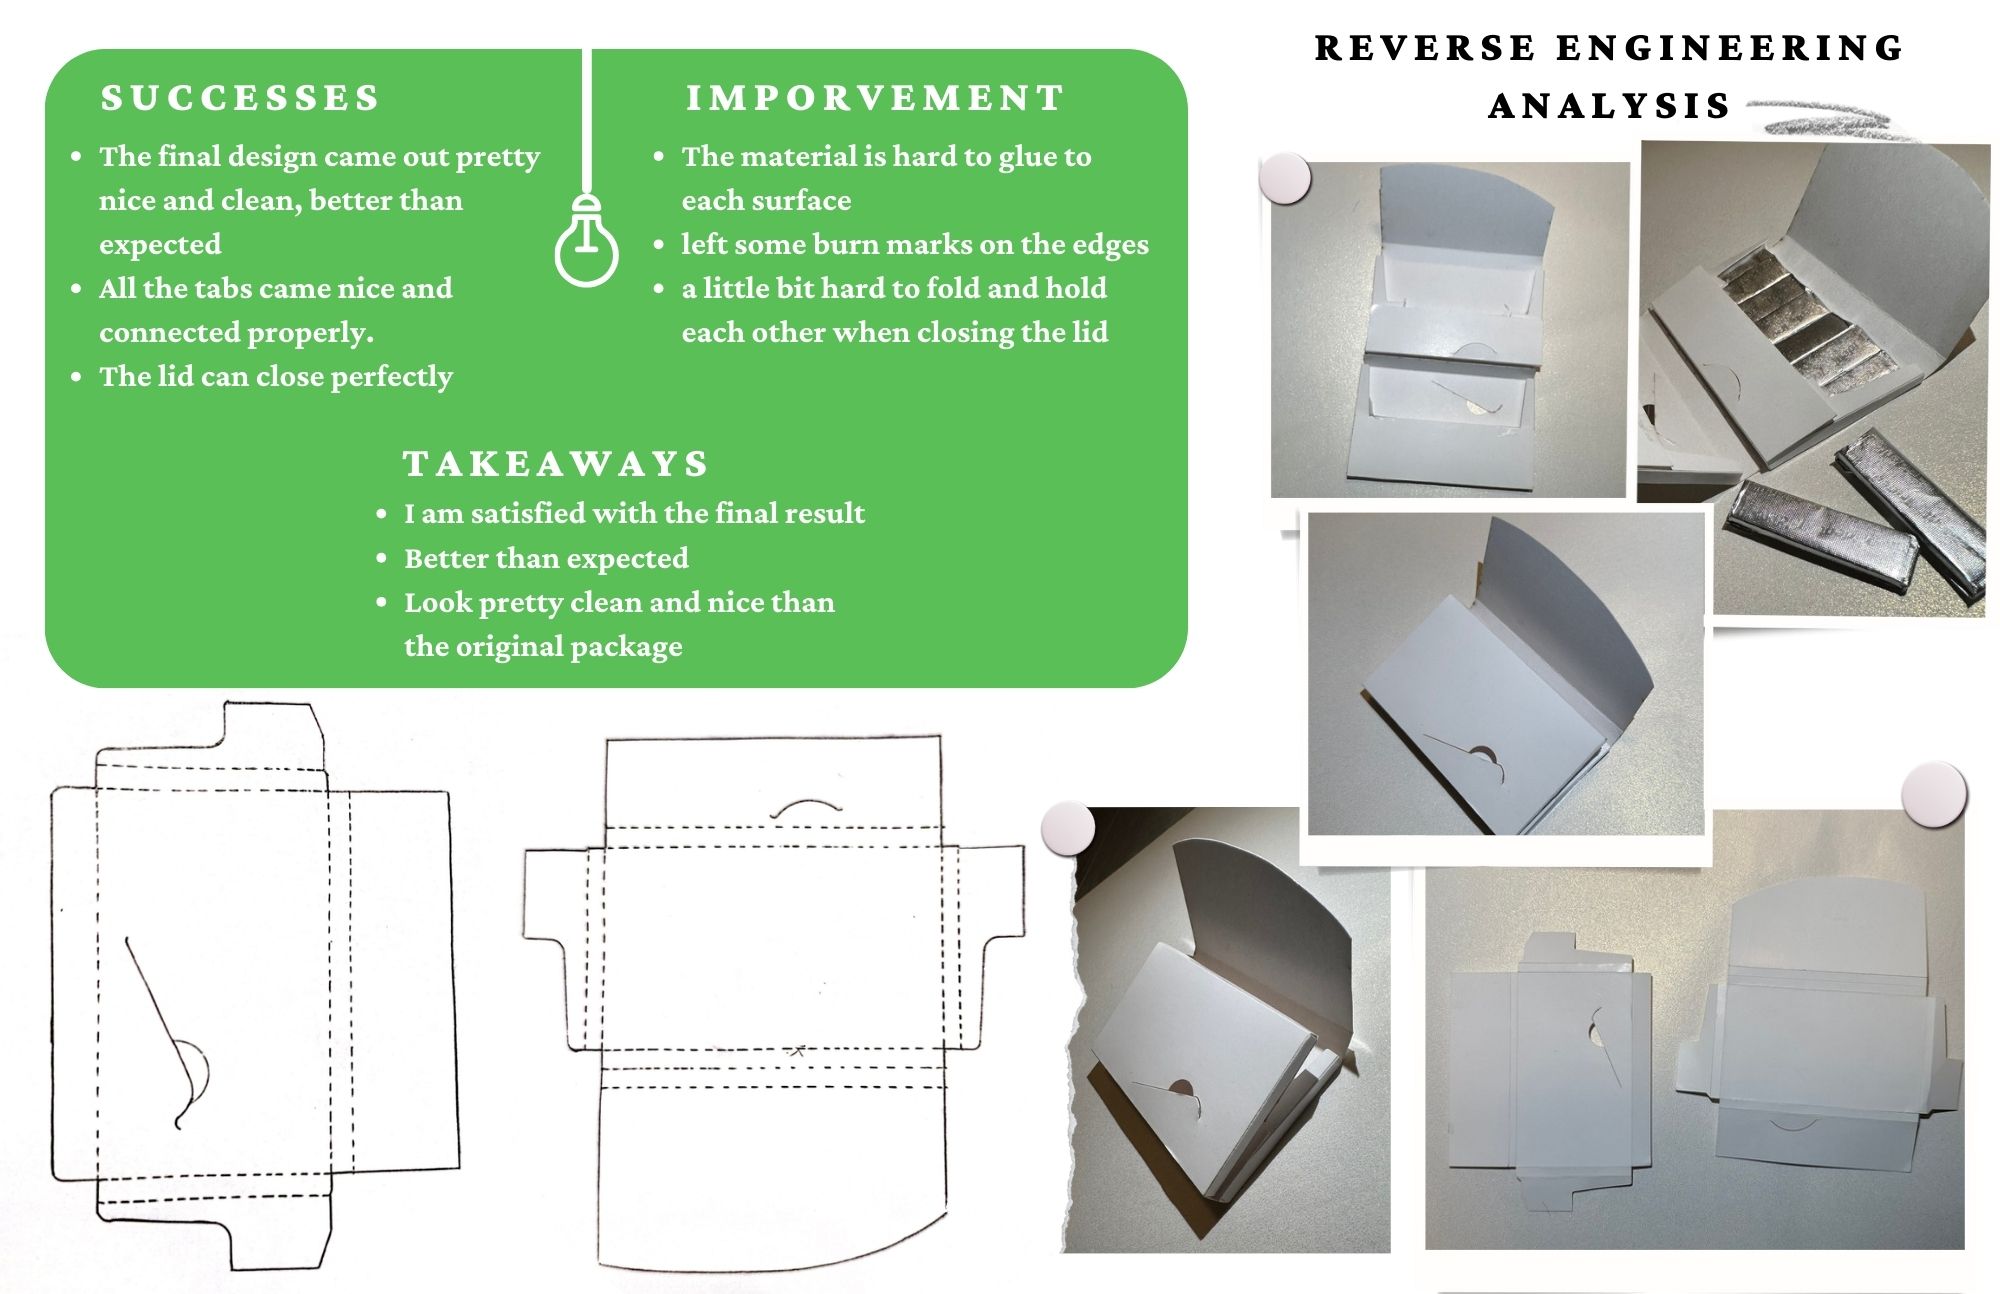 SUCCESSES
The final design came out pretty
nice and clean, better than
expected
All the tabs came nice and
connected properly.
The lid can close perfectly
IMPORVEMENT
The material is hard to glue to
each surface
left some burn marks on the edges
a little bit hard to fold and hold
each other when closing the lid
TAKEAWAYS
I am satisfied with the final result
Better than expected
Look pretty clean and nice than
the original package
REVERSE ENGINEERING
ANALYSIS